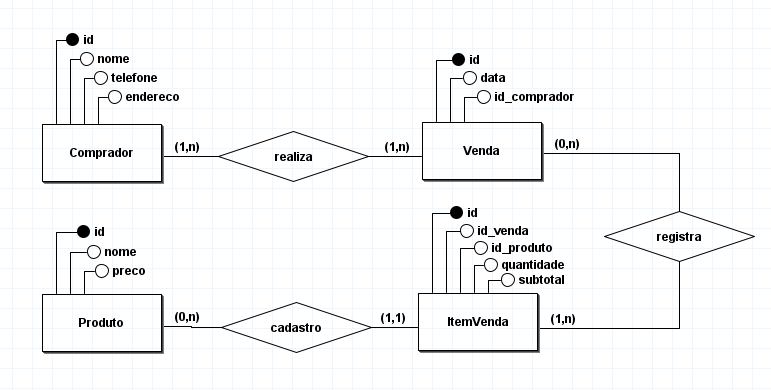 id
nome
telefone
endereco
Comprador
(1,n)
realiza
(1,n)
id
data
id_comprador
Venda
(0,n)
registra
id
nome
preco
Produto
(0,n)
cadastro
(1,1)
id
id_venda
id_produto
quantidade
subtotal
ItemVenda
(1,n)